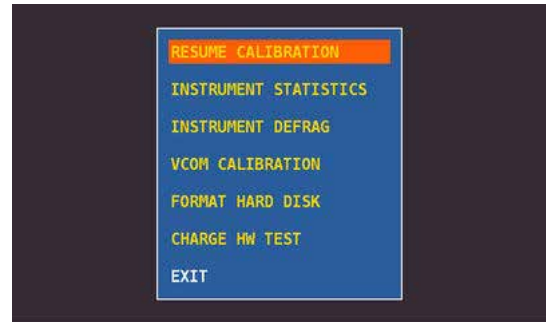 RESUME CALIBRATION
INSTRUMENT STATISTICS
INSTRUMENT DEFRAG
VCOM CALIBRATION
FORMAT HARD DISK
CHARGE HW TEST
EXIT